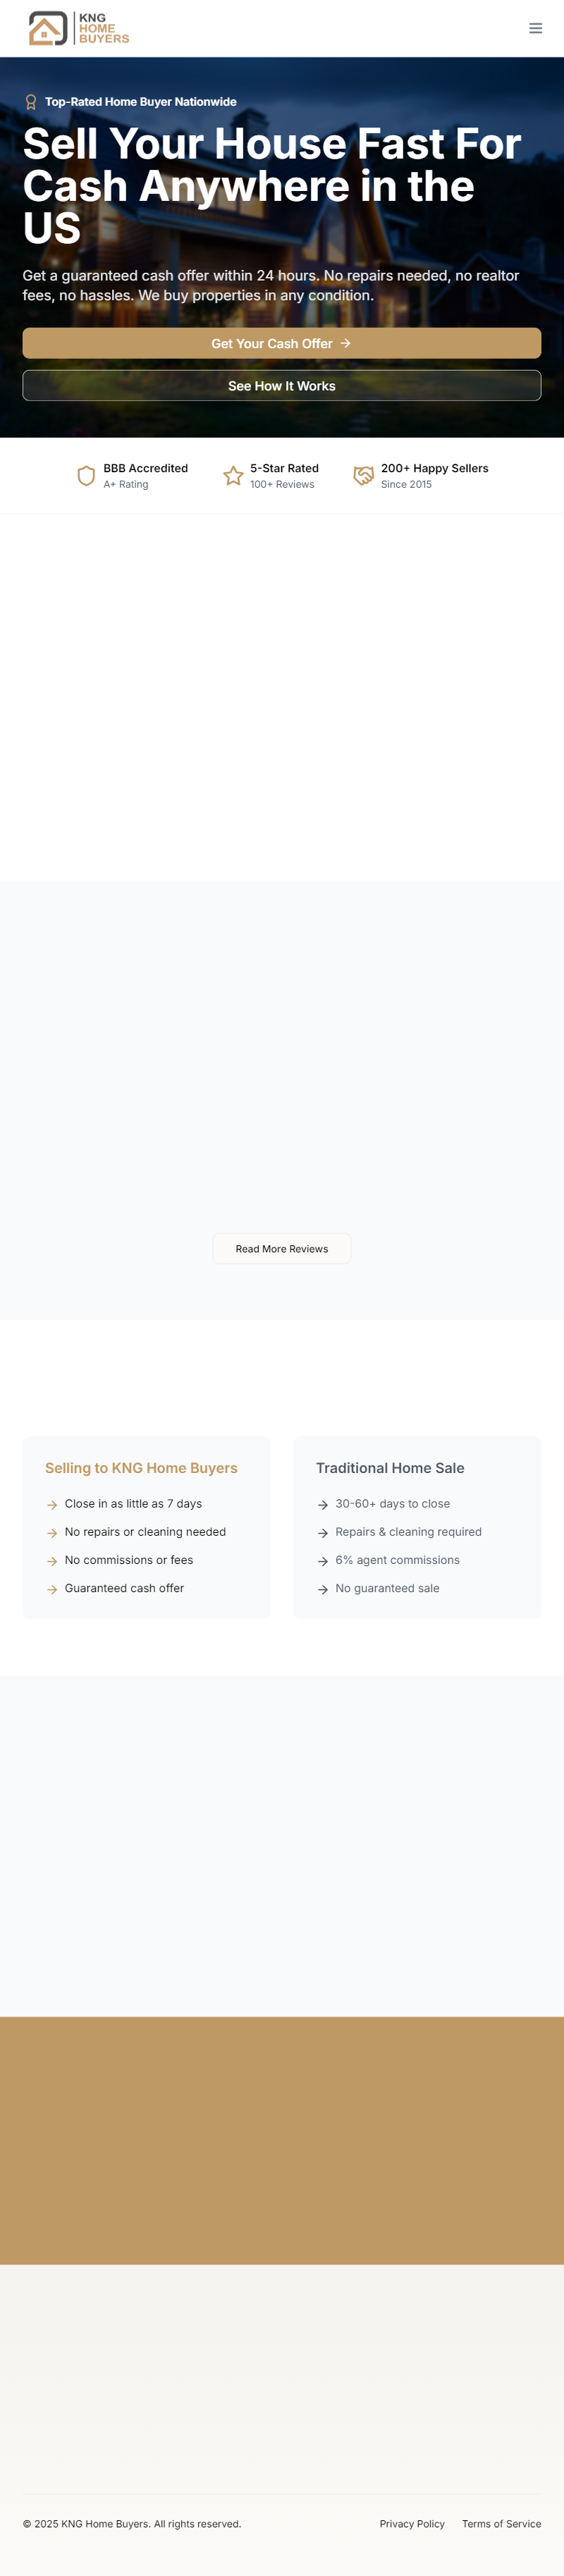 KNG
HOME
BUYERS
Top-Rated Home Buyer Nationwide
Sell Your House Fast For
Cash Anywhere in the
US
Get a guaranteed cash offer within 24 hours. No repairs needed, no realtor
fees, no hassles. We buy properties in any condition.
Get Your Cash Offer
See How It Works
BBB Accredited
A+ Rating
5-Star Rated
100+ Reviews
200+ Happy Sellers
Since 2015
Read More Reviews
Selling to KNG Home Buyers
Close in as little as 7 days
No repairs or cleaning needed
No commissions or fees
Guaranteed cash offer
Traditional Home Sale
30-60+ days to close
Repairs & cleaning required
6% agent commissions
No guaranteed sale
© 2025 KNG Home Buyers. All rights reserved.
Privacy Policy
Terms of Service